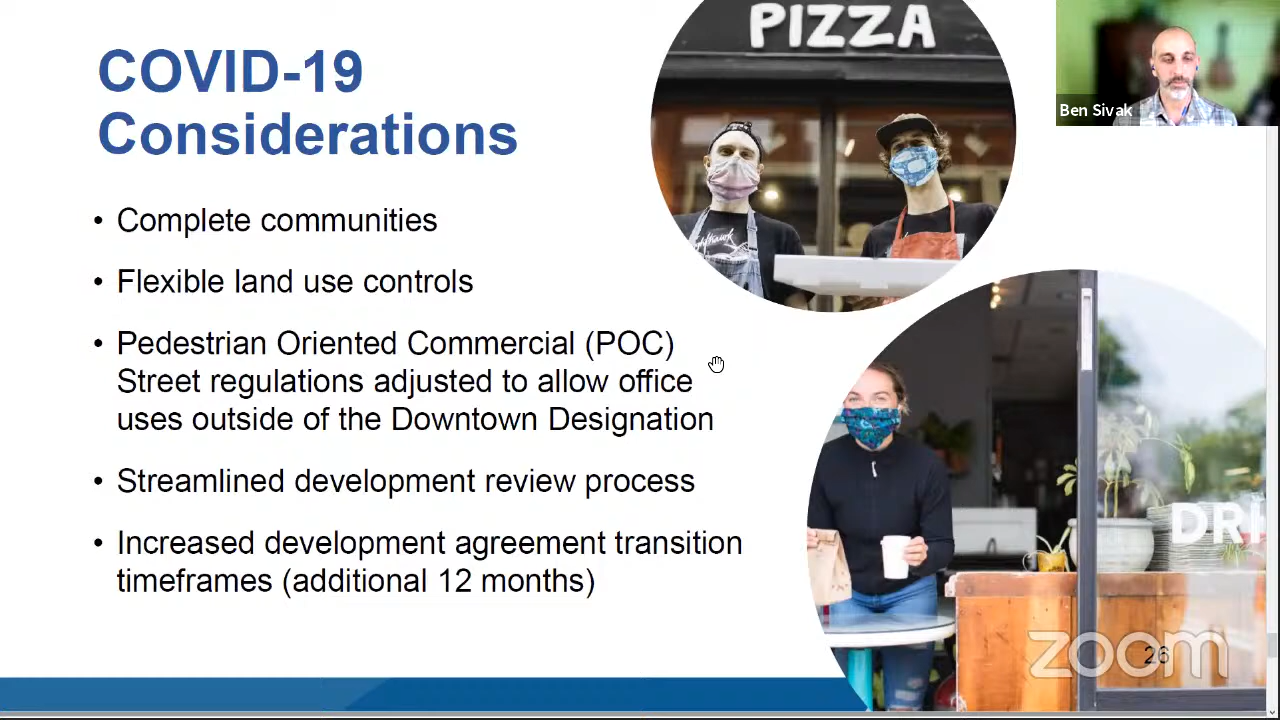 PIZZA
COVID-19
Considerations
Ben Sivak
• Complete communities
• Flexible land use controls
• Pedestrian Oriented Commercial (POC)
Street regulations adjusted to allow office
uses outside of the Downtown Designation
• Streamlined development review process
• Increased development agreement transition
timeframes (additional 12 months)
DRI
zoom
26